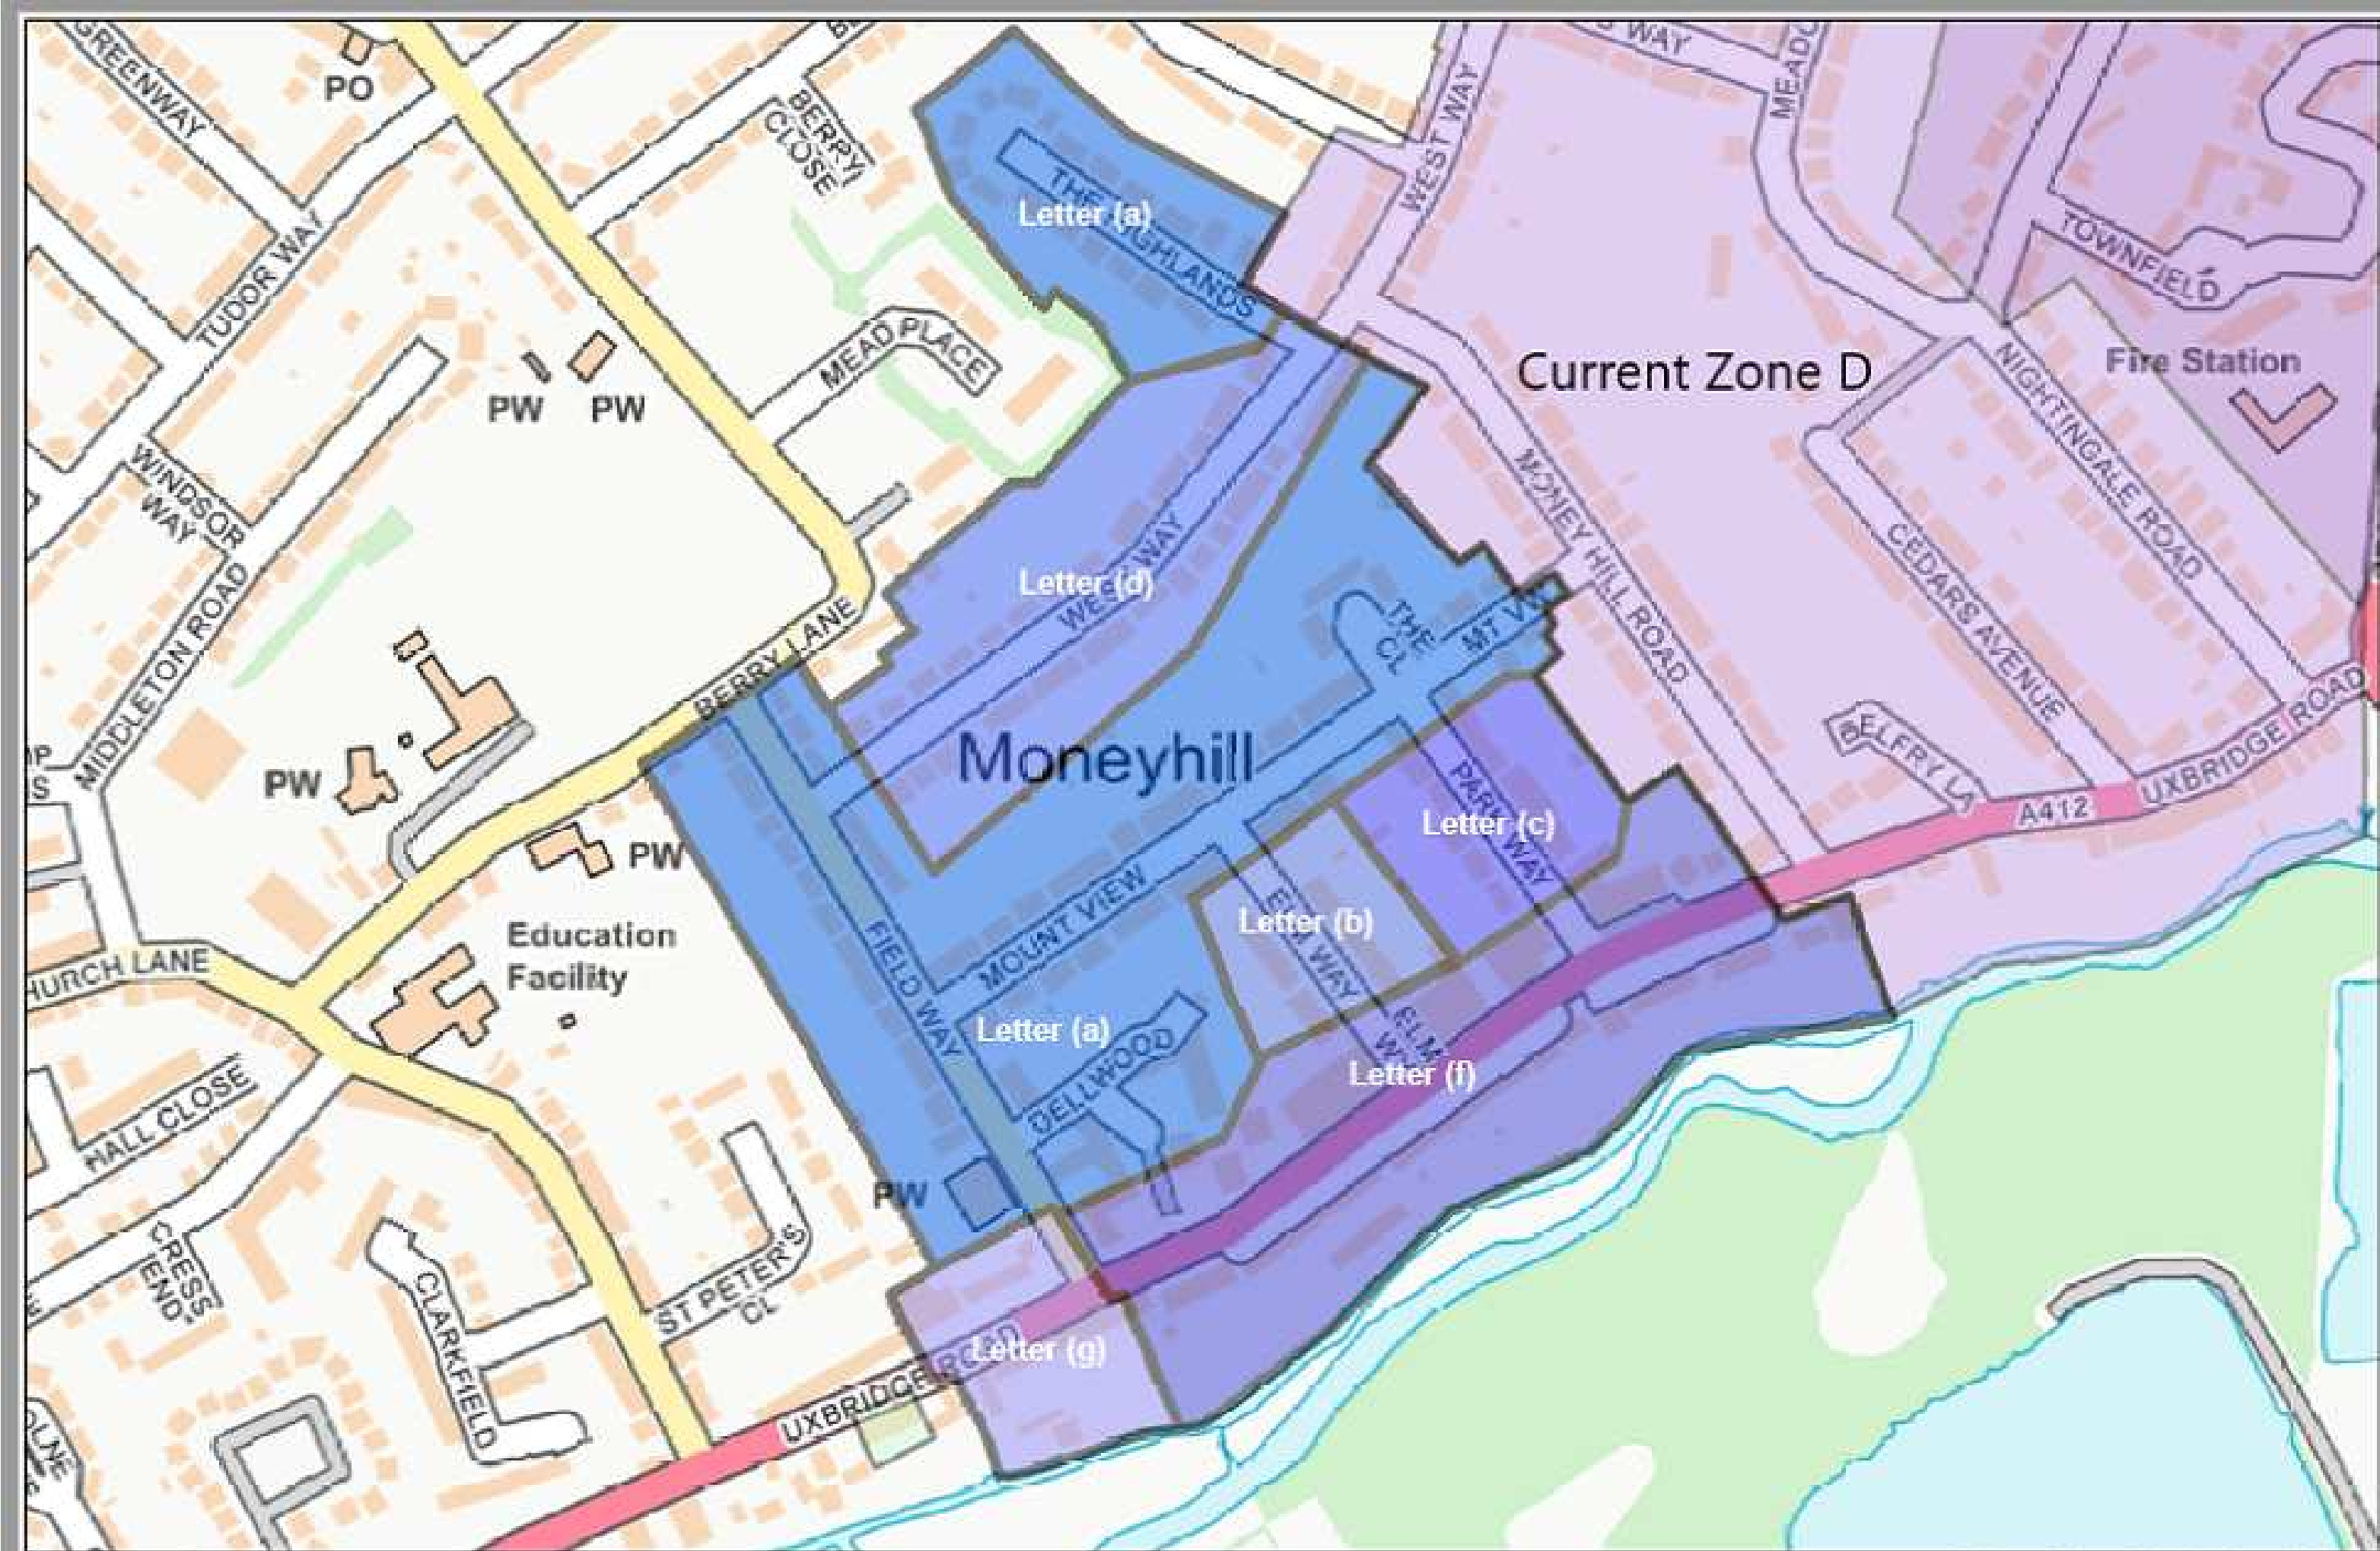 GREENWAY
PO
BERRY
CLOSE
WEST WAY
WAY
TOWNFIELD
TUDOR WAY
THE HIGHLANDS
Letter (a)
MEAD PLACE
PW
PW
Current Zone D
Fire Station
NIGHTINGALE ROAD
WINDSOR
WAY
MONEY HILL ROAD
CEDARS AVENUE
WEST WAY
Letter (d)
MIDDLETON ROAD
BERRY LANE
THE
CL
MT VW
BELFRY LA
Moneyhill
PW
PW
PARK WAY
Letter (c)
A412
UXBRIDGE ROAD
Education
Facility
FIELD WAY
MOUNT VIEW
ELM WAY
Letter (b)
HURCH LANE
Letter (a)
DELLWOOD
ELM
Letter (f)
HALL CLOSE
PW
CRESS
END
CLARKFIELD
ST PETER'S
CL
UXBRIDGE ROAD
Letter (g)